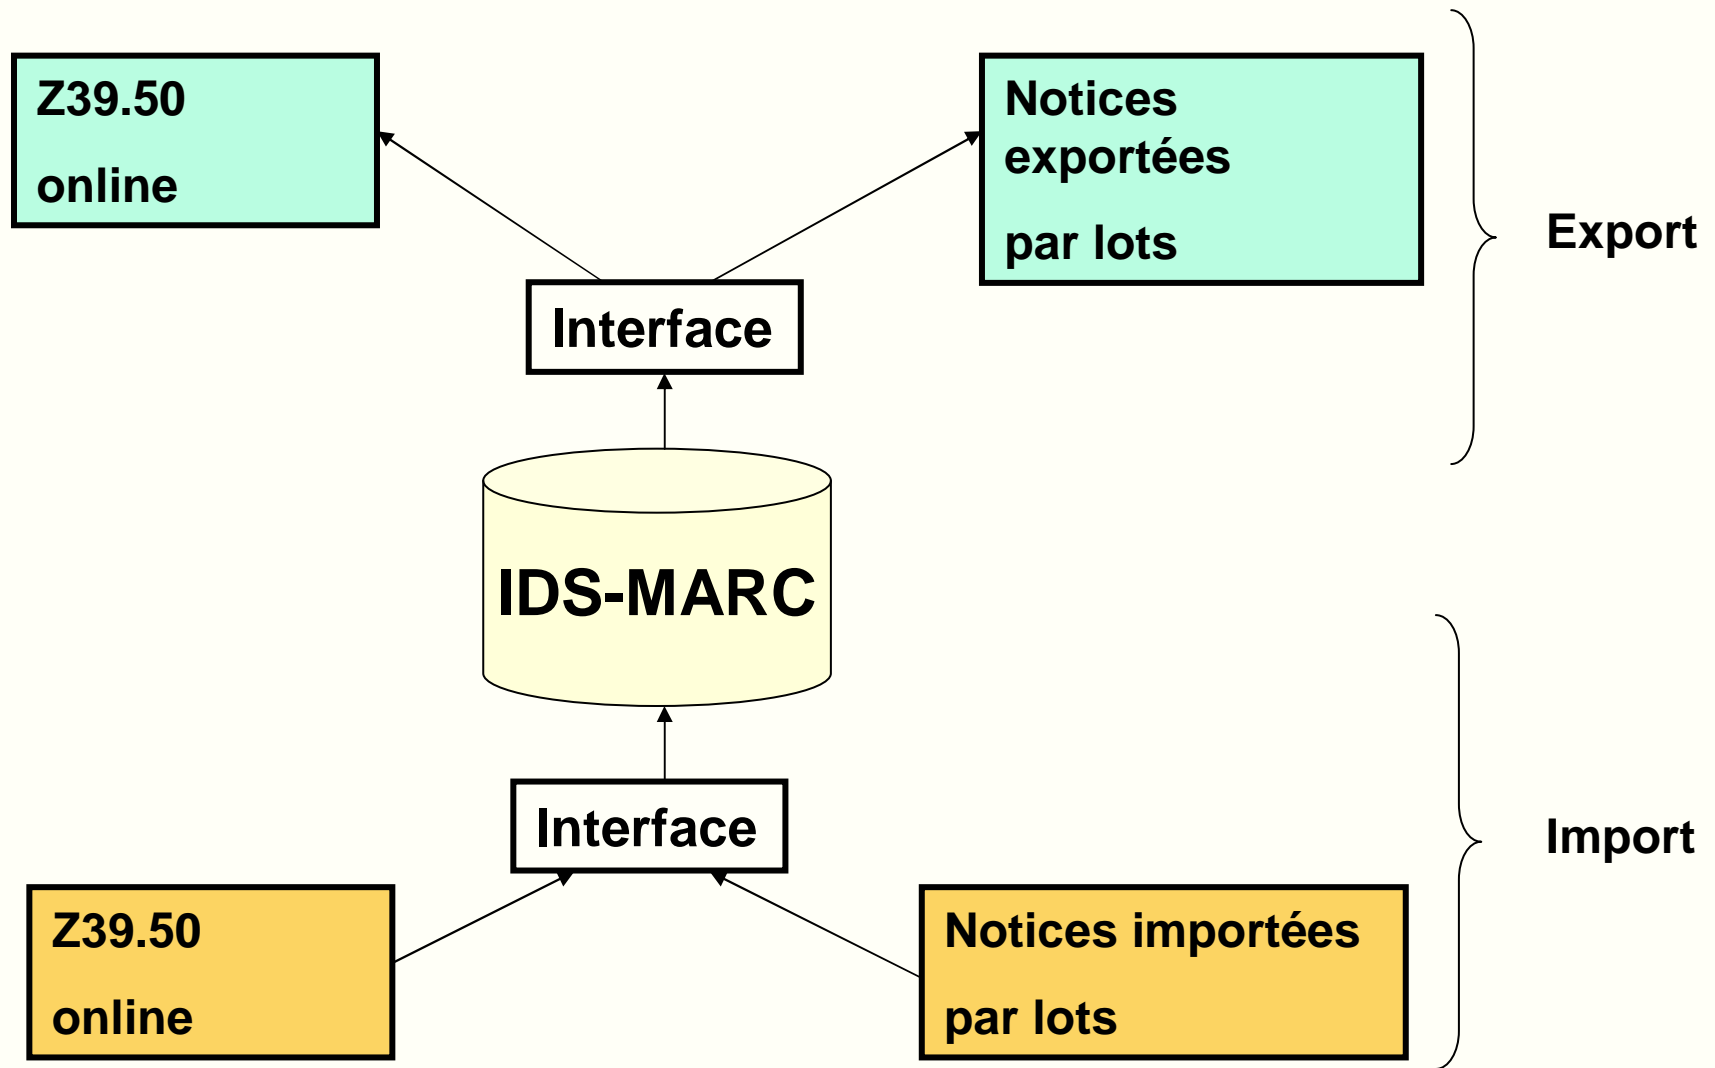 Z39.50
online
Notices
exportées
par lots
Export
Interface
IDS-MARC
Interface
Import
Z39.50
online
Notices importées
par lots